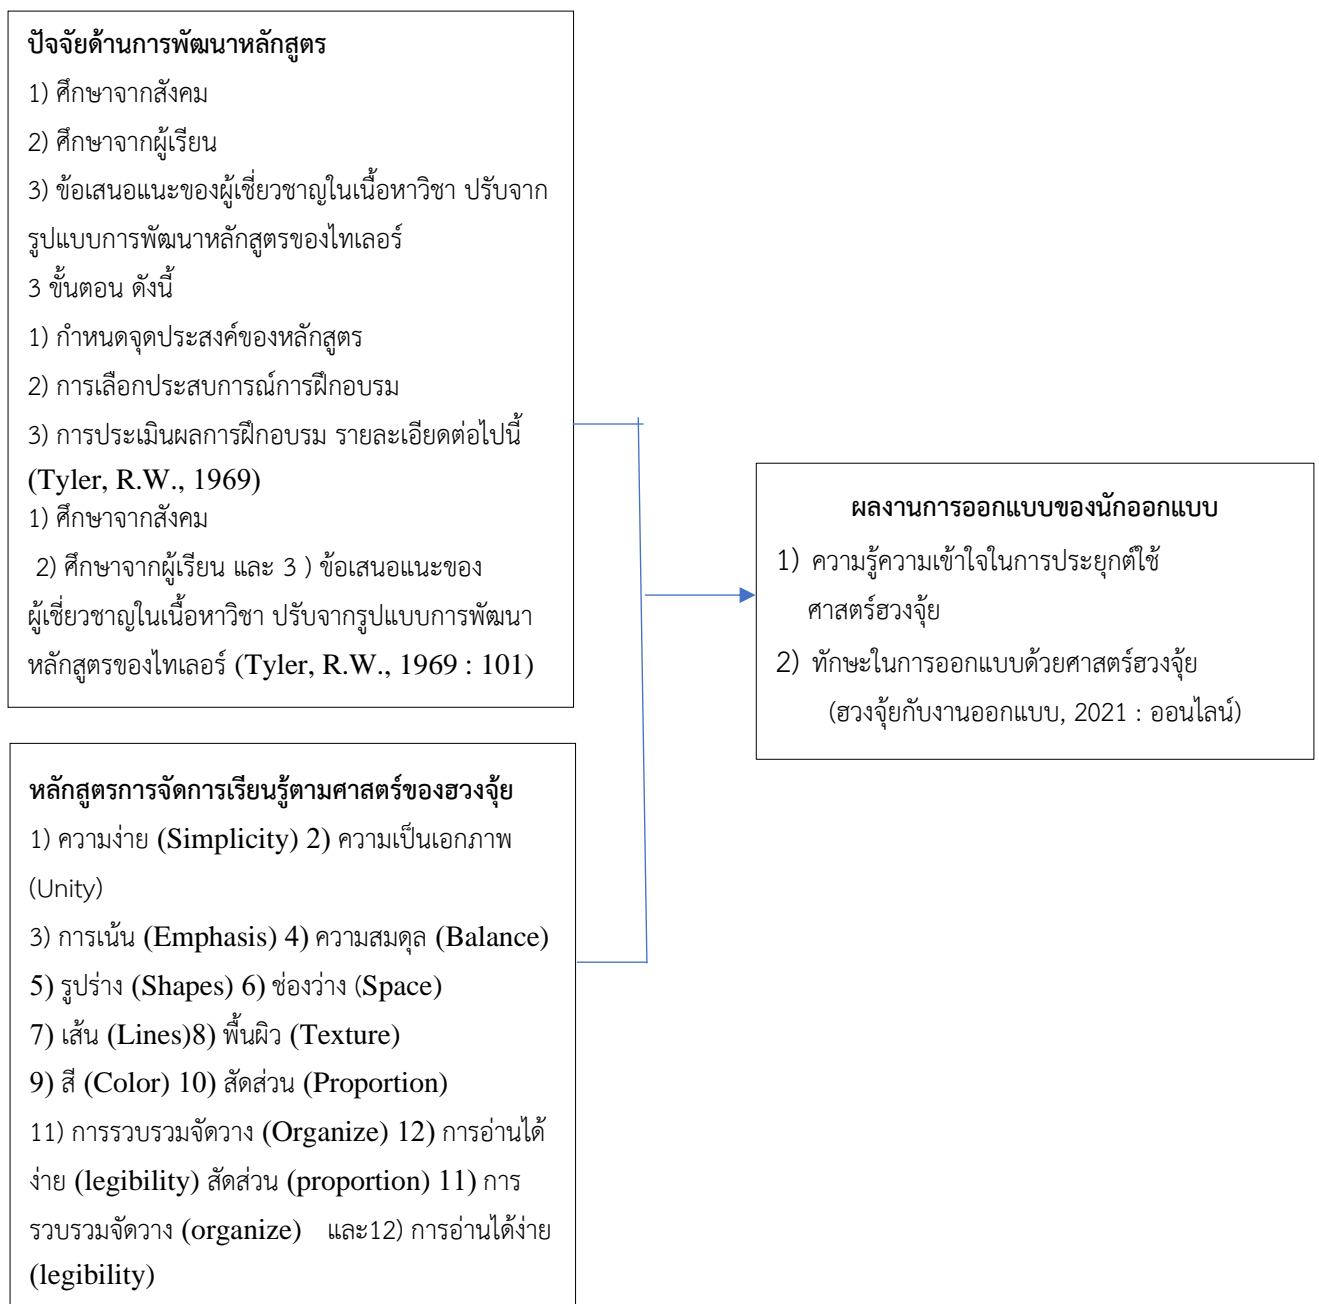 ปัจจัยด้านการพัฒนาหลักสูตร
1) ศึกษาจากสังคม
2) ศึกษาจากผู้เรียน
3) ข้อเสนอแนะของผู้เชี่ยวชาญในเนื้อหาวิชา ปรับจาก
รูปแบบการพัฒนาหลักสูตรของไทเลอร์
3 ขั้นตอน ดังนี้
1) กำหนดจุดประสงค์ของหลักสูตร
2) การเลือกประสบการณ์การฝึกอบรม
3) การประเมินผลการฝึกอบรม รายละเอียดต่อไปนี้
(Tyler, R.W., 1969)
1) ศึกษาจากสังคม
2) ศึกษาจากผู้เรียน และ 3 ) ข้อเสนอแนะของ
ผู้เชี่ยวชาญในเนื้อหาวิชา ปรับจากรูปแบบการพัฒนา
หลักสูตรของไทเลอร์ (Tyler, R.W., 1969 : 101)
หลักสูตรการจัดการเรียนรู้ตามศาสตร์ของฮวงจุ้ย
1) ความง่าย (Simplicity) 2) ความเป็นเอกภาพ
(Unity)
3) การเน้น (Emphasis) 4) ความสมดุล (Balance)
5) รูปร่าง (Shapes) 6) ช่องว่าง (Space)
7) เส้น (Lines)8) พื้นผิว (Texture)
9) สี (Color) 10) สัดส่วน (Proportion)
11) การรวบรวมจัดวาง (Organize) 12) การอ่านได้
ง่าย (legibility) สัดส่วน (proportion) 11) การ
รวบรวมจัดวาง (organize) และ12) การอ่านได้ง่าย
(legibility)
ผลงานการออกแบบของนักออกแบบ
1) ความรู้ความเข้าใจในการประยุกต์ใช้
ศาสตร์ฮวงจุ้ย
2) ทักษะในการออกแบบด้วยศาสตร์ฮวงจุ้ย
(ฮวงจุ้ยกับงานออกแบบ, 2021 : ออนไลน์)